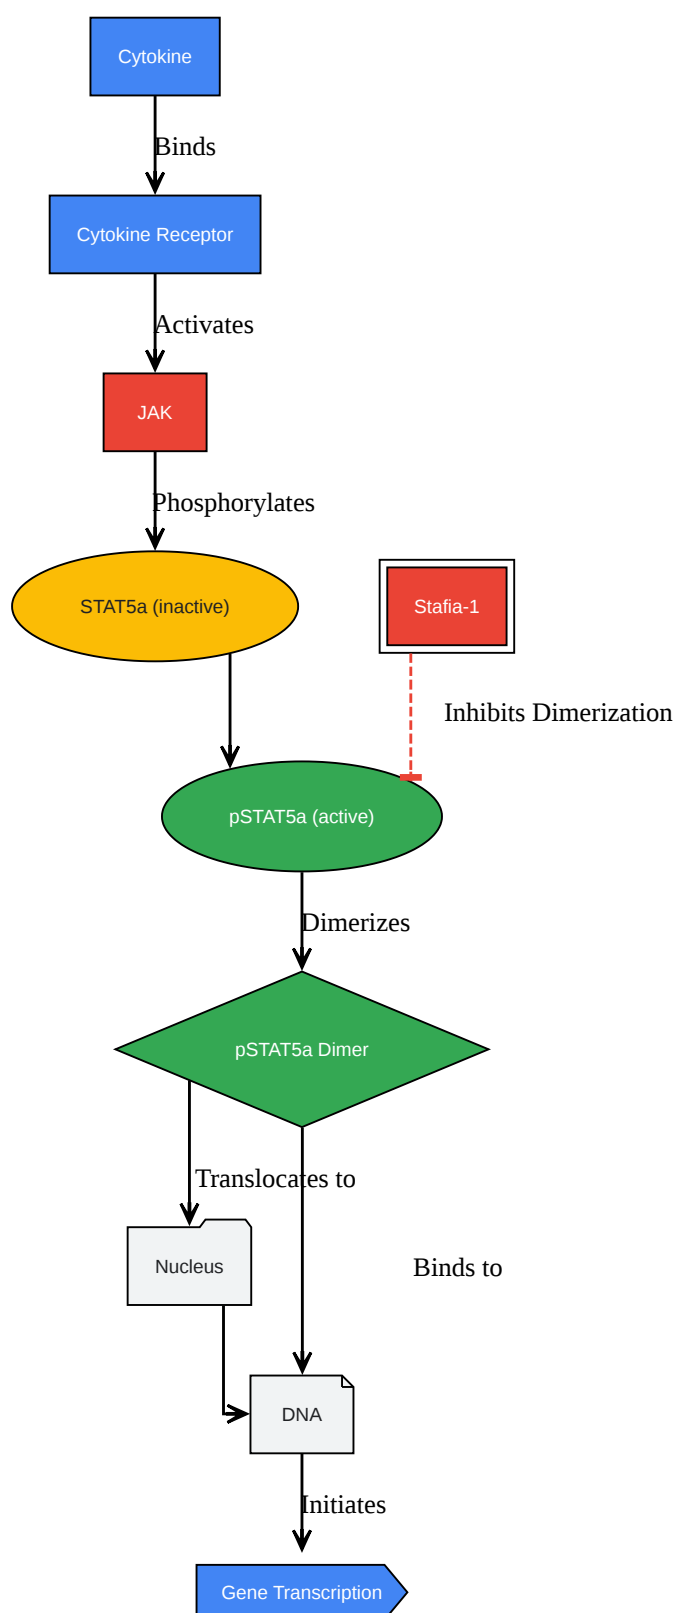 Cytokine
Binds
Cytokine Receptor
Activates
JAK
Phosphorylates
STAT5a (inactive)
Stafia-1
Inhibits Dimerization
pSTAT5a (active)
Dimerizes
pSTAT5a Dimer
Translocates to
Nucleus
Binds to
DNA
Initiates
Gene Transcription